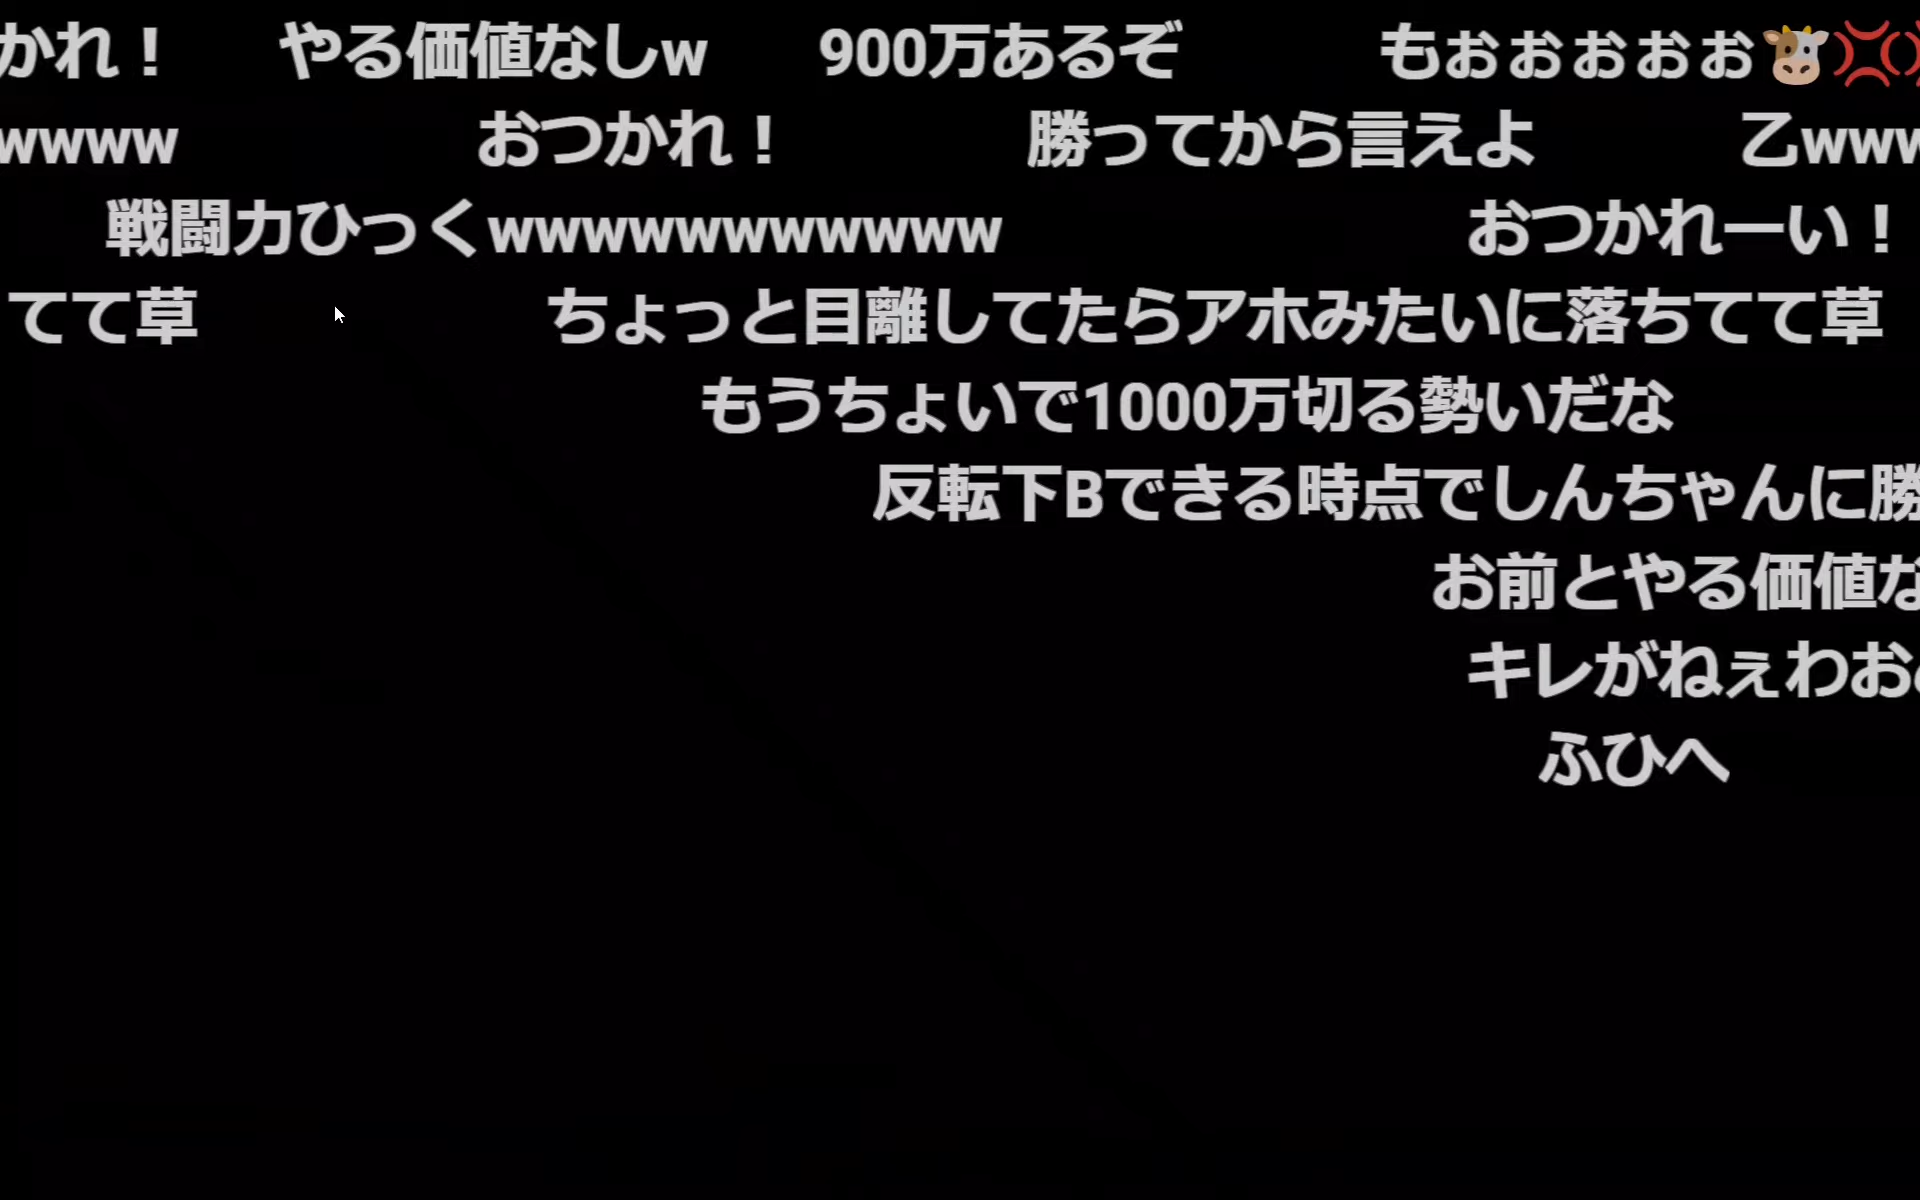 かれ！ やる価値なしw 900万あるぞ もぉぉぉぉぉ🐮💢
wwww おつかれ！ 勝ってから言えよ 乙www
戦闘力ひっくwwwwwwwwwwwww おつかれーい！
てて草 ちょっと目離してたらアホみたいに落ちてて草
もうちょいで1000万切る勢いだな
反転下Bできる時点でしんちゃんに勝
お前とやる価値な
キレがねぇわお
ふひへ